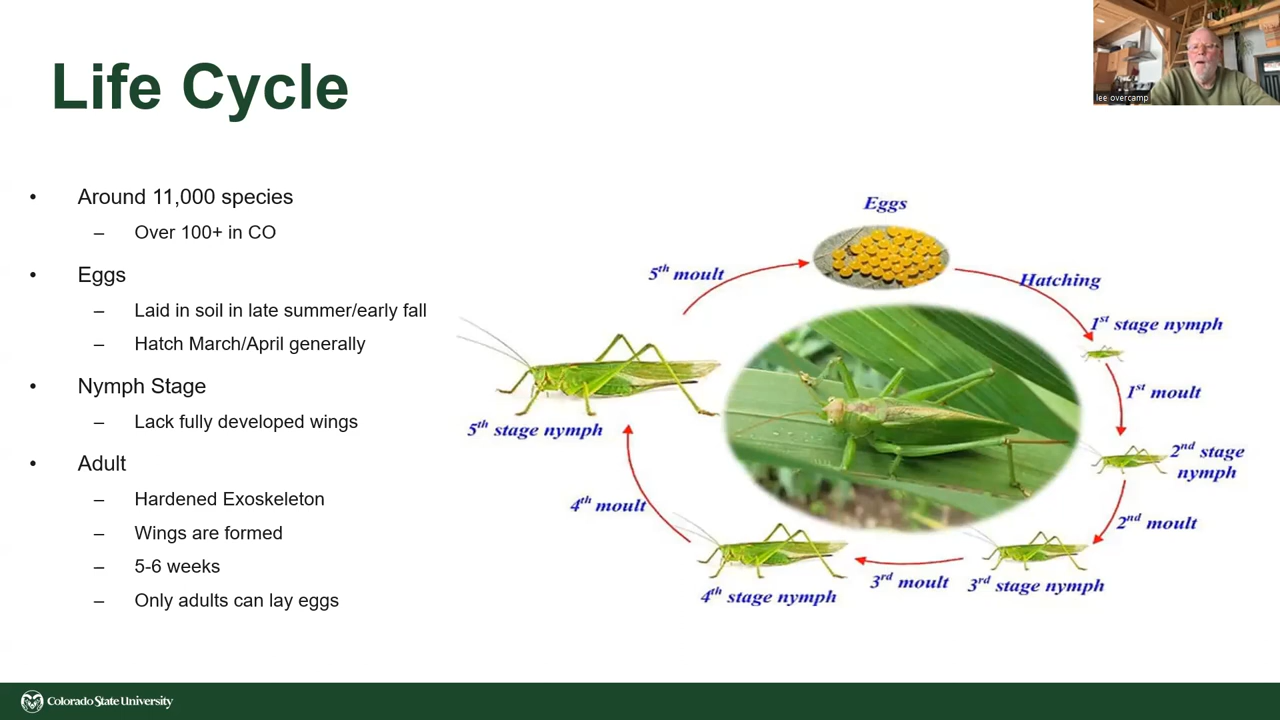 Life Cycle
lee overcamp
• Around 11,000 species
– Over 100+ in CO
• Eggs
– Laid in soil in late summer/early fall
– Hatch March/April generally
• Nymph Stage
– Lack fully developed wings
• Adult
– Hardened Exoskeleton
– Wings are formed
– 5-6 weeks
– Only adults can lay eggs
Eggs
Hatching
1st stage nymph
1st moult
2nd stage
nymph
2nd moult
3rd stage nymph
3rd moult
4th stage nymph
4th moult
5th stage nymph
5th moult
Colorado State University